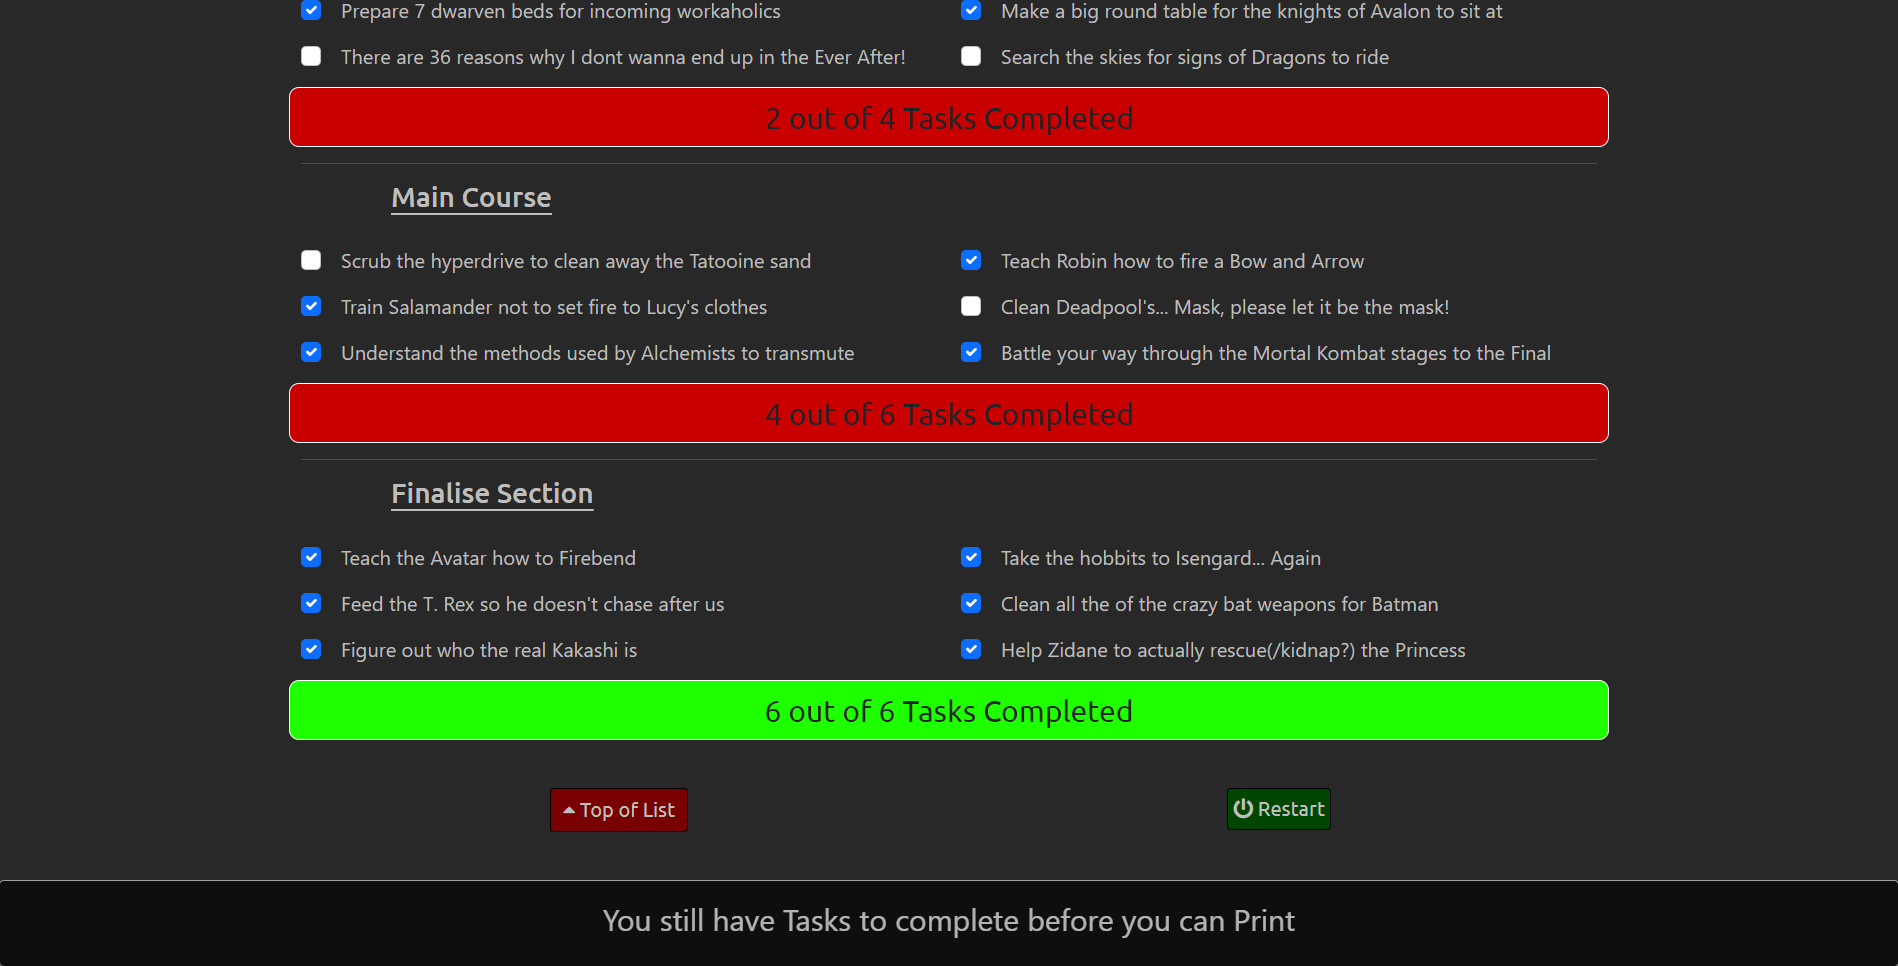 Prepare 7 dwarven beds for incoming workaholics
Make a big round table for the knights of Avalon to sit at
There are 36 reasons why I dont wanna end up in the Ever After!
Search the skies for signs of Dragons to ride
2 out of 4 Tasks Completed
Main Course
Scrub the hyperdrive to clean away the Tatooine sand
Teach Robin how to fire a Bow and Arrow
Train Salamander not to set fire to Lucy's clothes
Clean Deadpool's... Mask, please let it be the mask!
Understand the methods used by Alchemists to transmute
Battle your way through the Mortal Kombat stages to the Final
4 out of 6 Tasks Completed
Finalise Section
Teach the Avatar how to Firebend
Take the hobbits to Isengard... Again
Feed the T. Rex so he doesn't chase after us
Clean all the of the crazy bat weapons for Batman
Figure out who the real Kakashi is
Help Zidane to actually rescue(/kidnap?) the Princess
6 out of 6 Tasks Completed
Top of List
Restart
You still have Tasks to complete before you can Print